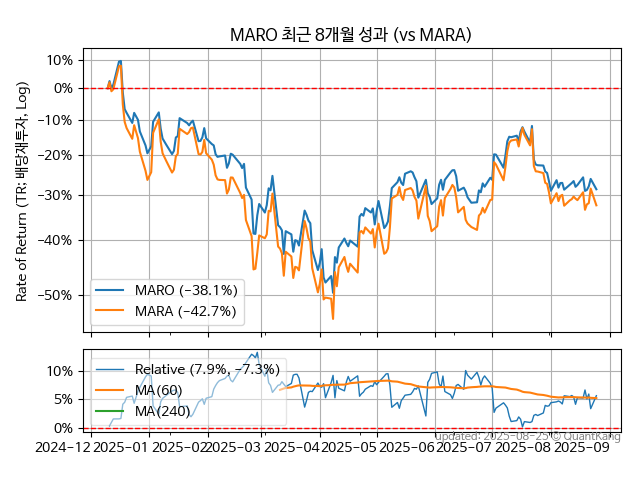 MARO 최근 8개월 성과 (vs MARA)
Rate of Return (TR: 배당재투자, Log)
10%
0%
−10%
−20%
−30%
−40%
−50%
MARO (−38.1%)
MARA (−42.7%)
10%
5%
0%
Relative (7.9%, −7.3%)
MA(60)
MA(240)
2024−12 2025−01 2025−02 2025−03 2025−04 2025−05 2025−06 2025−07 2025−08 2025−09
updated: 2025-08-25 © QuantKang